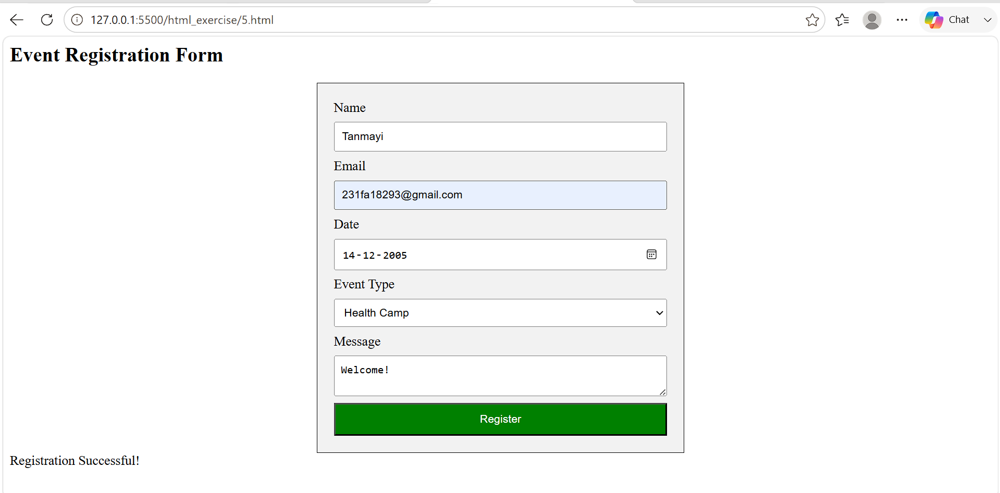 127.0.0.1:5500/html_exercise/5.html
Chat
Event Registration Form
Name
Tanmayi
Email
231fa18293@gmail.com
Date
14-12-2005
Event Type
Health Camp
Message
Welcome!
Register
Registration Successful!